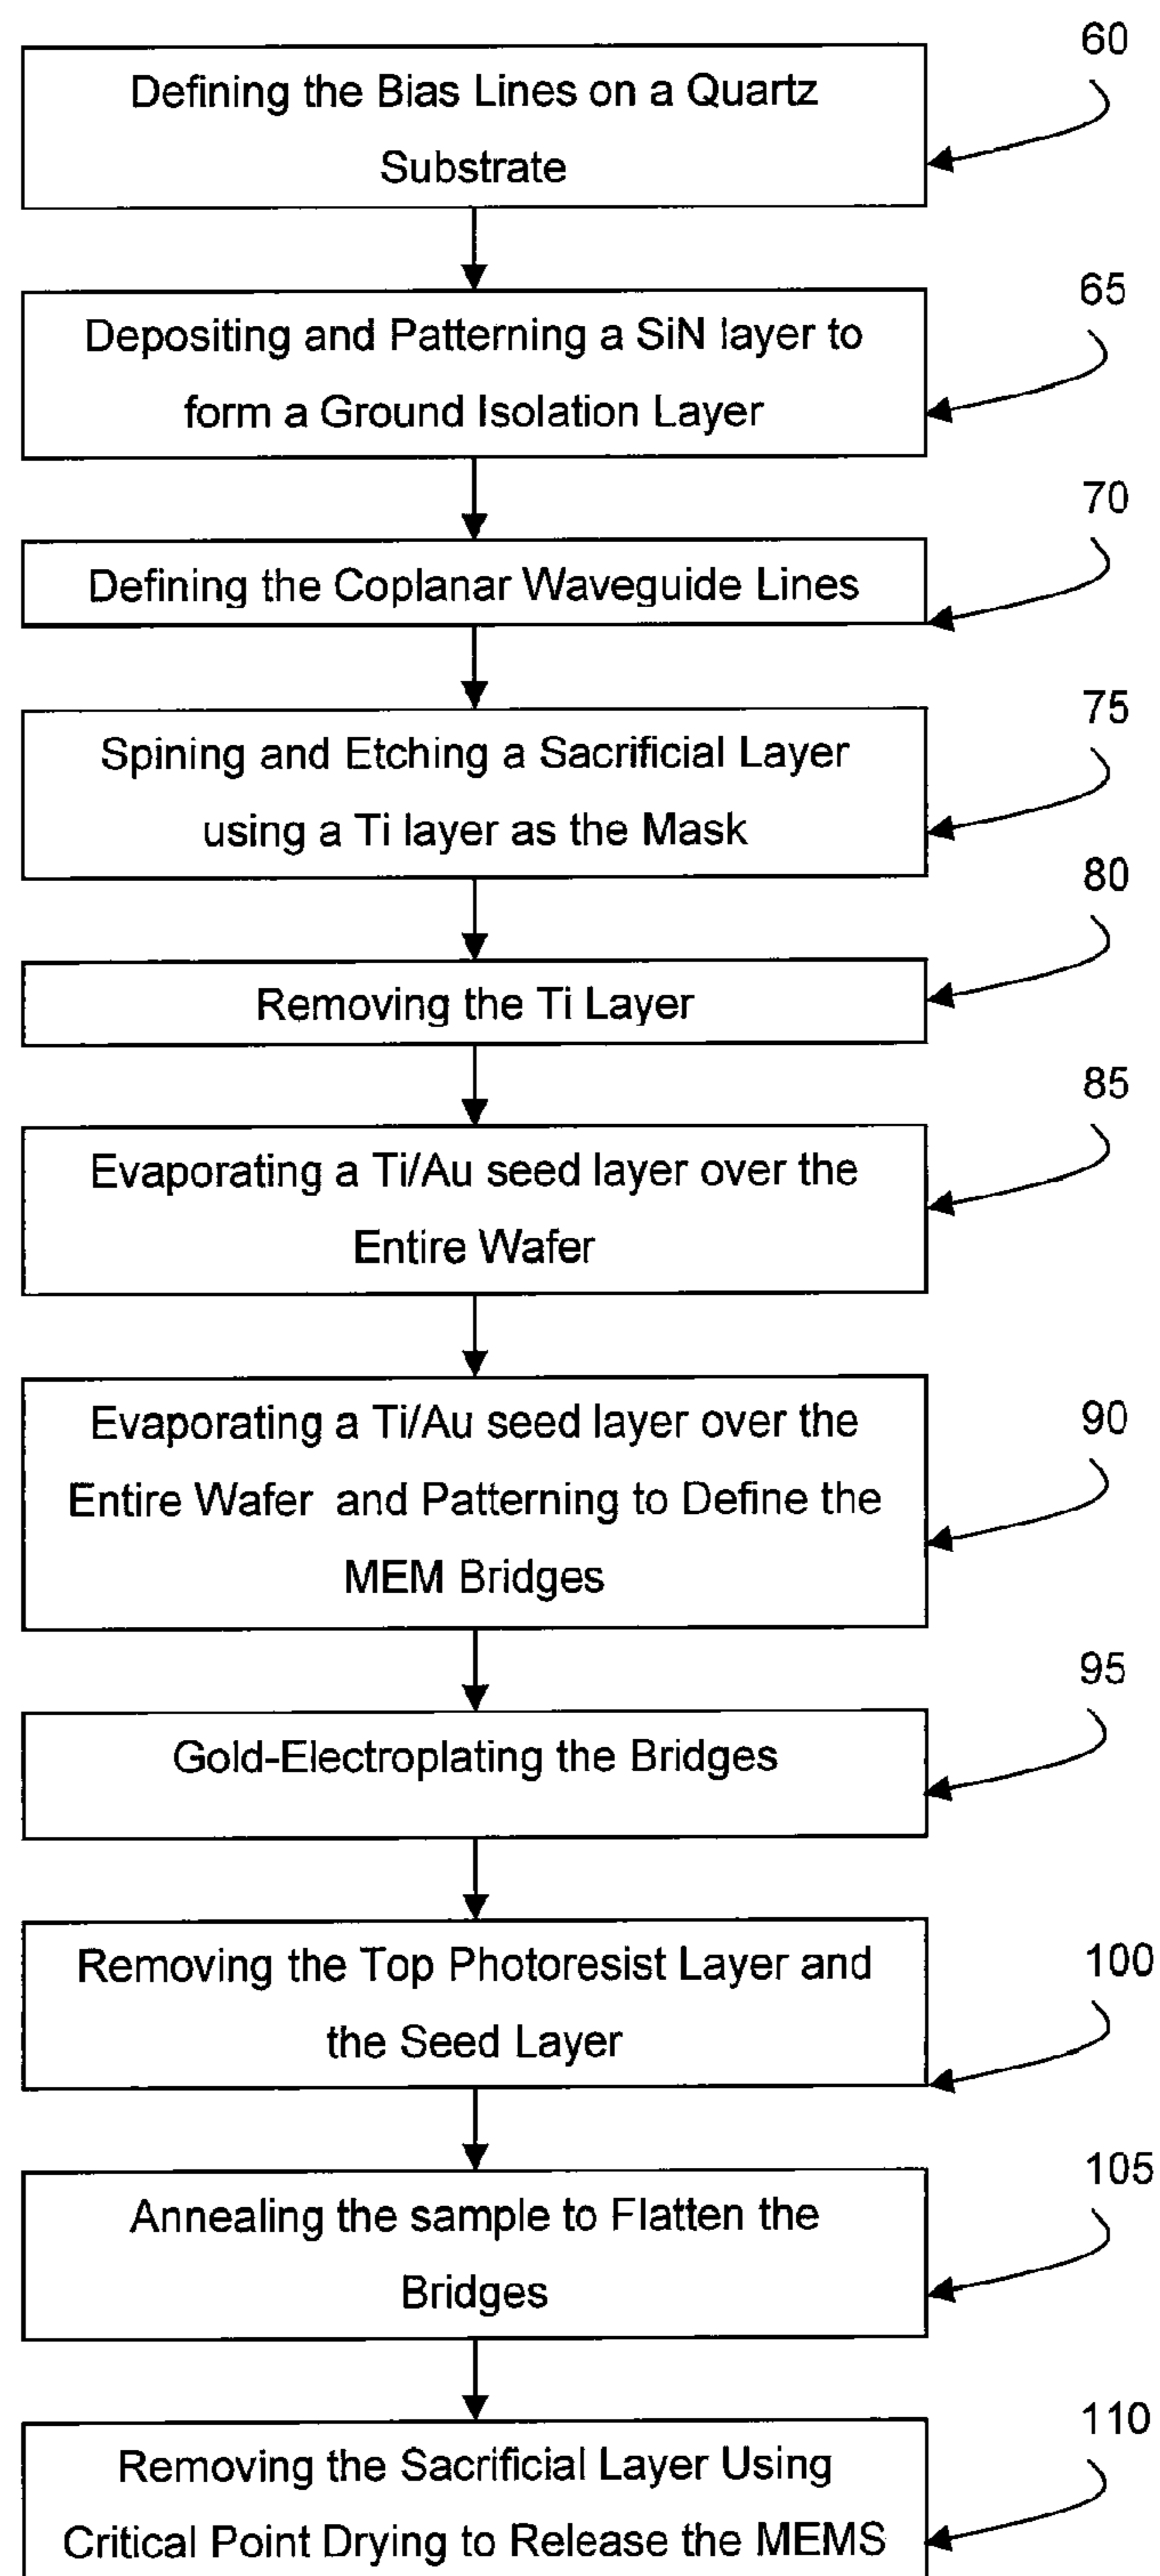 60
Defining the Bias Lines on a Quartz
Substrate
65
Depositing and Patterning a SiN layer to
form a Ground Isolation Layer
70
Defining the Coplanar Waveguide Lines
75
Spining and Etching a Sacrificial Layer
using a Ti layer as the Mask
80
Removing the Ti Layer
85
Evaporating a Ti/Au seed layer over the
Entire Wafer
90
Evaporating a Ti/Au seed layer over the
Entire Wafer and Patterning to Define the
MEM Bridges
95
Gold-Electroplating the Bridges
100
Removing the Top Photoresist Layer and
the Seed Layer
105
Annealing the sample to Flatten the
Bridges
110
Removing the Sacrificial Layer Using
Critical Point Drying to Release the MEMS